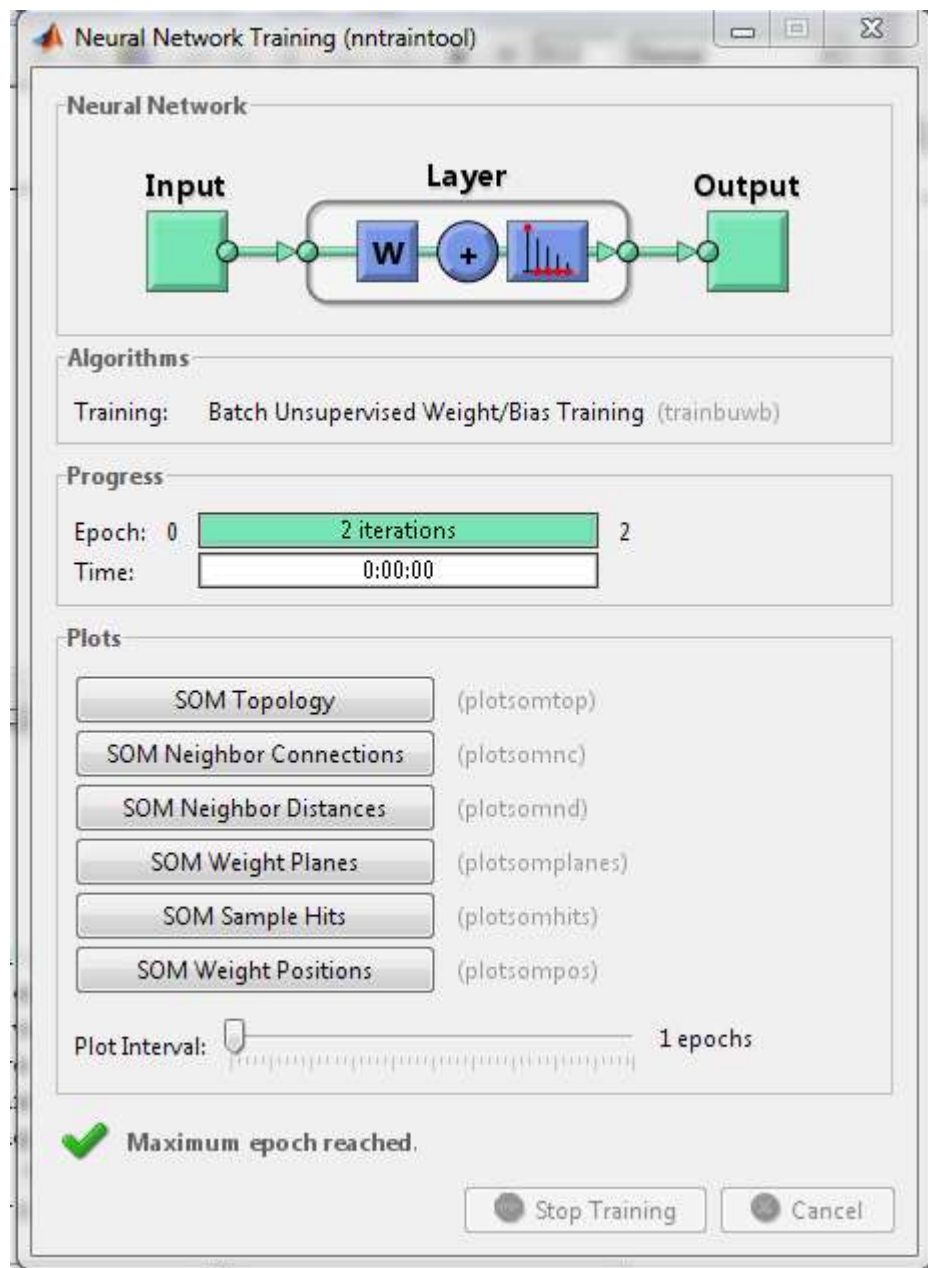 Neural Network Training (nntraintool)
Neural Network
Input Layer Output
W +
Algorithms
Training: Batch Unsupervised Weight/Bias Training (trainbuwb)
Progress
Epoch: 0 2 iterations 2
Time: 0:00:00
Plots
SOM Topology (plotsomtop)
SOM Neighbor Connections (plotsomnc)
SOM Neighbor Distances (plotsomnd)
SOM Weight Planes (plotsomplanes)
SOM Sample Hits (plotsomhits)
SOM Weight Positions (plotsompos)
Plot Interval: 1 epochs
Maximum epoch reached.
Stop Training Cancel